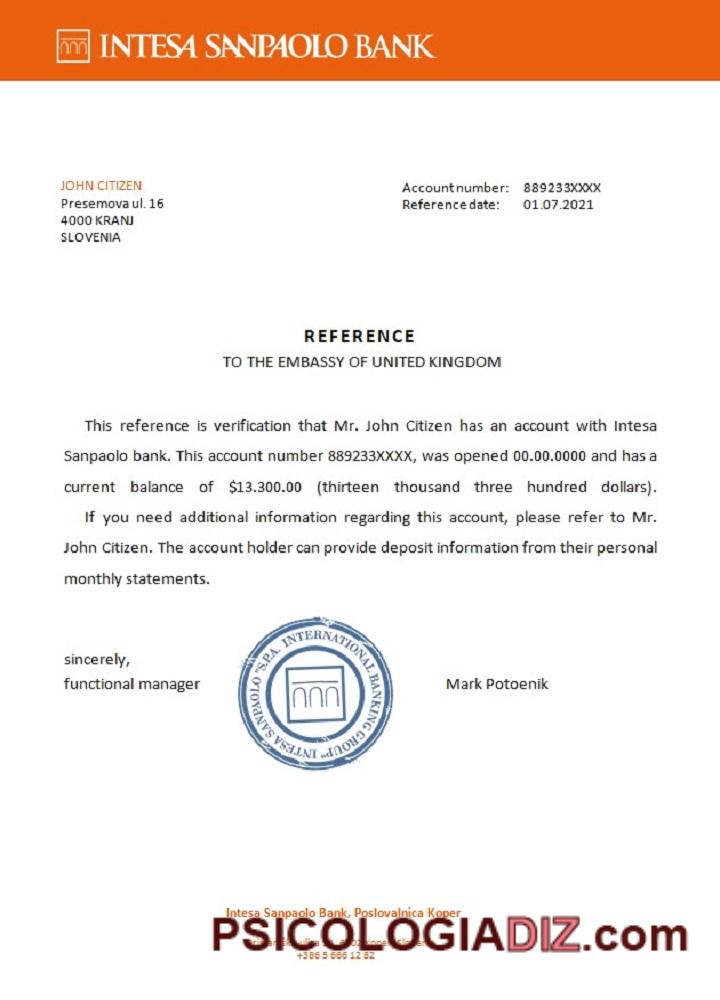 INTESA SANPAOLO BANK
JOHN CITIZEN
Presemova ul. 16
4000 KRANJ
SLOVENIA
Account number: 889233XXXX
Reference date: 01.07.2021
REFERENCE
TO THE EMBASSY OF UNITED KINGDOM
This reference is verification that Mr. John Citizen has an account with Intesa
Sanpaolo bank. This account number 889233XXXX, was opened 00.00.0000 and has a
current balance of $13.300.00 (thirteen thousand three hundred dollars).
If you need additional information regarding this account, please refer to Mr.
John Citizen. The account holder can provide deposit information from their personal
monthly statements.
sincerely,
functional manager
INTESA SANPAOLO "S.P.A. INTERNATIONAL BANKING GROUP"
Mark Potoenik
Intesa Sanpaolo Bank, Poslovalnica Koper
PSICOLOGIADIZ.com
+386 5 666 12 82